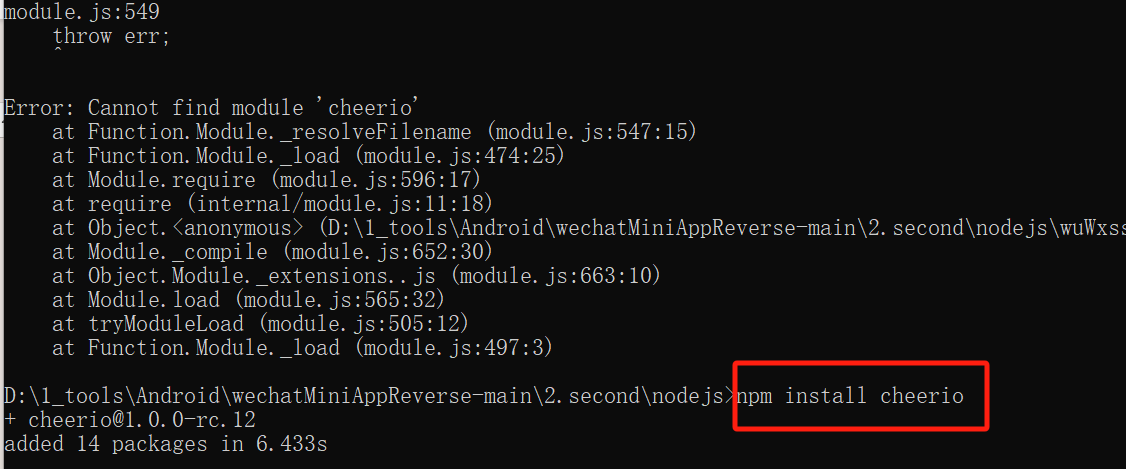 module.js:549
    throw err;
    ^
Error: Cannot find module 'cheerio'
    at Function.Module._resolveFilename (module.js:547:15)
    at Function.Module._load (module.js:474:25)
    at Module.require (module.js:596:17)
    at require (internal/module.js:11:18)
    at Object.<anonymous> (D:\1_tools\Android\wechatMiniAppReverse-main\2.second\nodejs\wuWxss
    at Module._compile (module.js:652:30)
    at Object.Module._extensions..js (module.js:663:10)
    at Module.load (module.js:565:32)
    at tryModuleLoad (module.js:505:12)
    at Function.Module._load (module.js:497:3)
D:\1_tools\Android\wechatMiniAppReverse-main\2.second\nodejs>npm install cheerio
+ cheerio@1.0.0-rc.12
added 14 packages in 6.433s